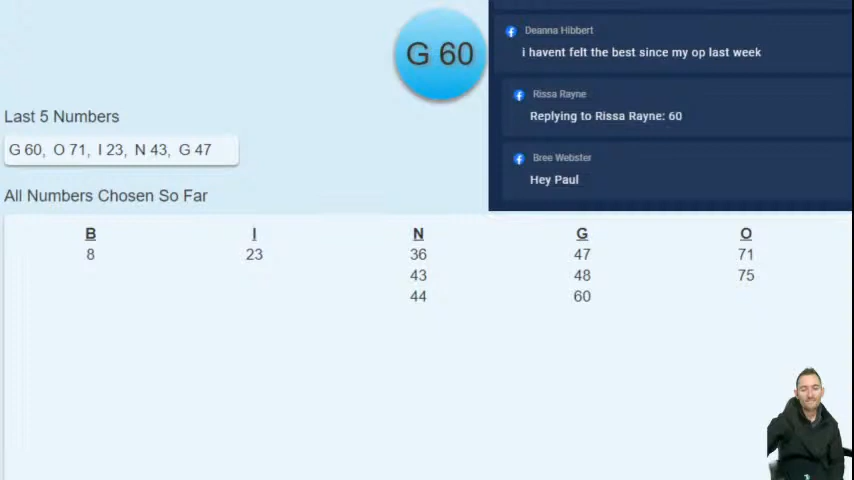 G 60
Deanna Hibbert
i havent felt the best since my op last week
Rissa Rayne
Replying to Rissa Rayne: 60
Bree Webster
Hey Paul
Last 5 Numbers
G 60, O 71, I 23, N 43, G 47
All Numbers Chosen So Far
B I N G O
8 23 36 47 71
43 48 75
44 60